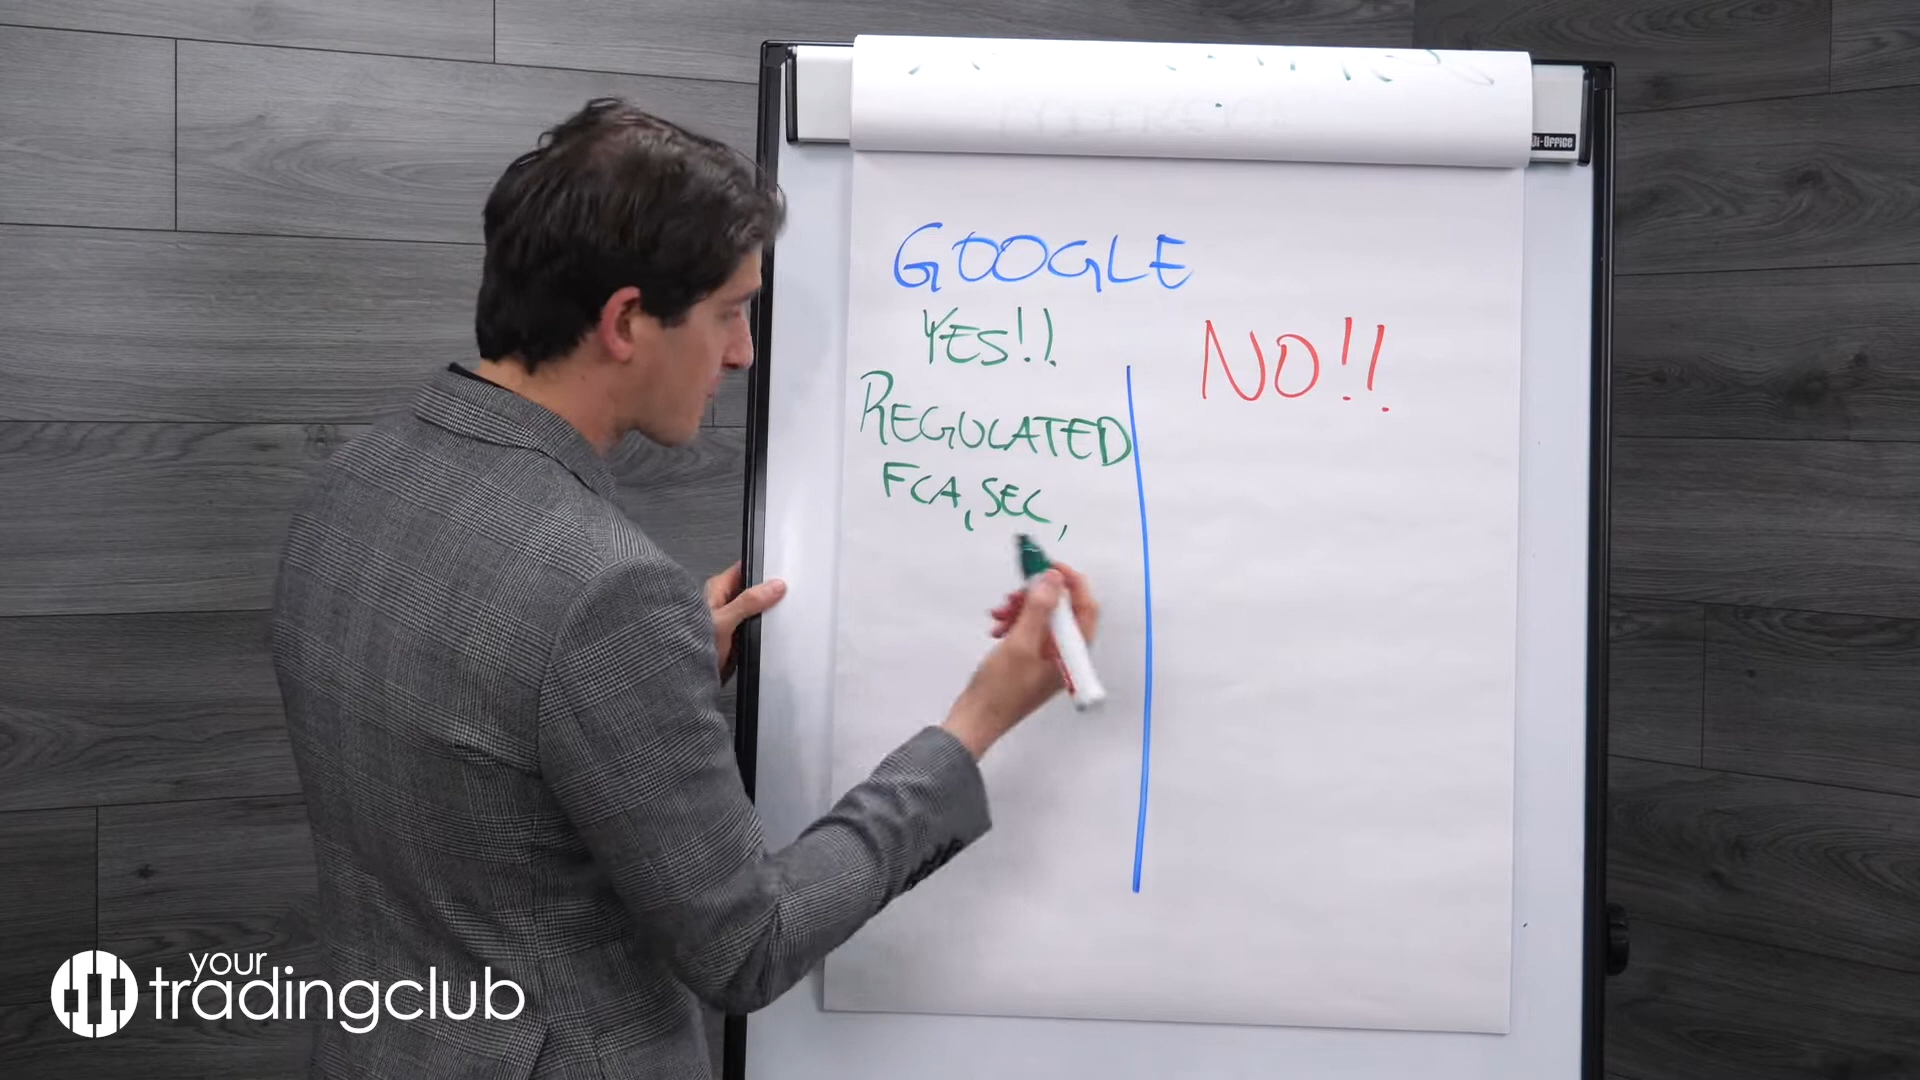 Bi-Office
GOOGLE
YES!!
NO!!
REGULATED
FCA, SEC,
your
tradingclub